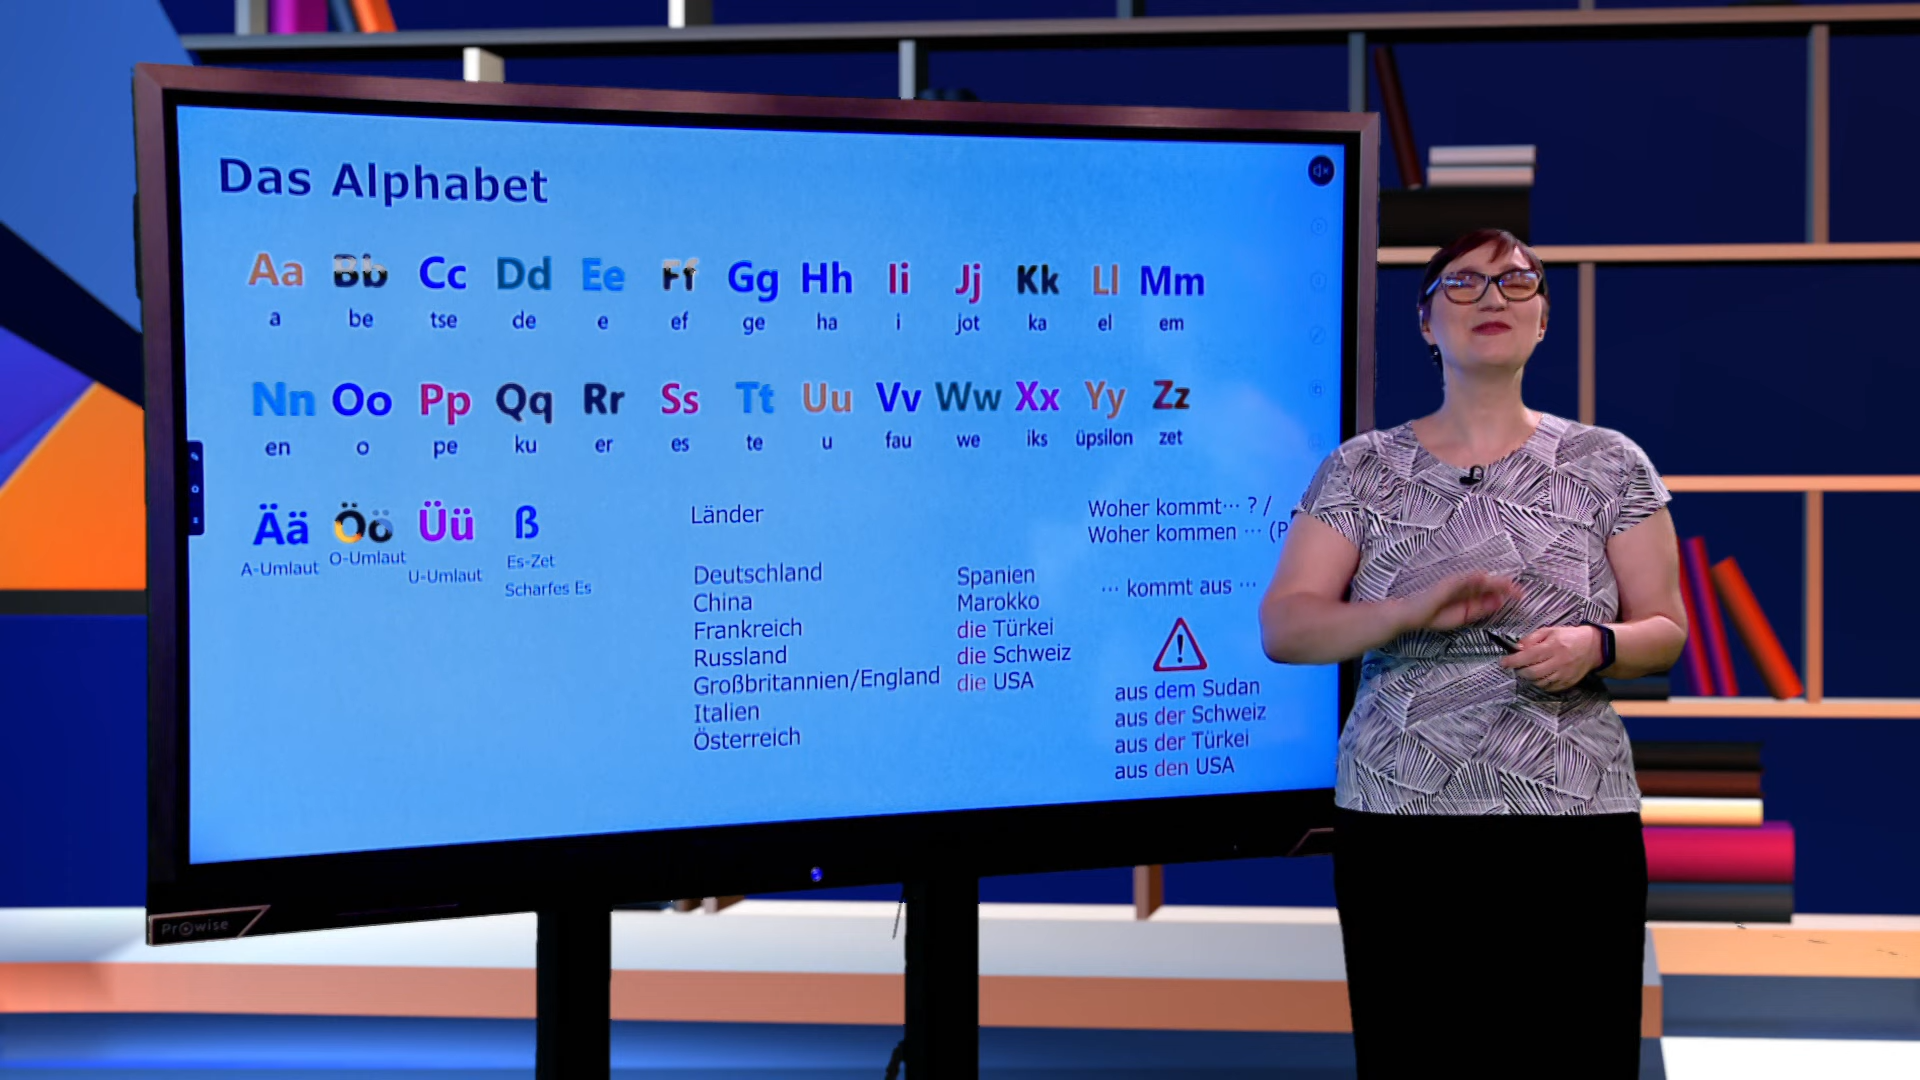 Das Alphabet
Aa Bb Cc Dd Ee Ff Gg Hh Ii Jj Kk Ll Mm
a be tse de e ef ge ha i jot ka el em
Nn Oo Pp Qq Rr Ss Tt Uu Vv Ww Xx Yy Zz
en o pe ku er es te u fau we iks üpsilon zet
Ää Öö Üü ß
A-Umlaut O-Umlaut U-Umlaut Es-Zet
Scharfes Es
Länder
Deutschland
China
Frankreich
Russland
Großbritannien/England
Italien
Österreich
Spanien
Marokko
die Türkei
die Schweiz
die USA
Woher kommt… ? /
Woher kommen … (P
… kommt aus …
aus dem Sudan
aus der Schweiz
aus der Türkei
aus den USA
Prowise